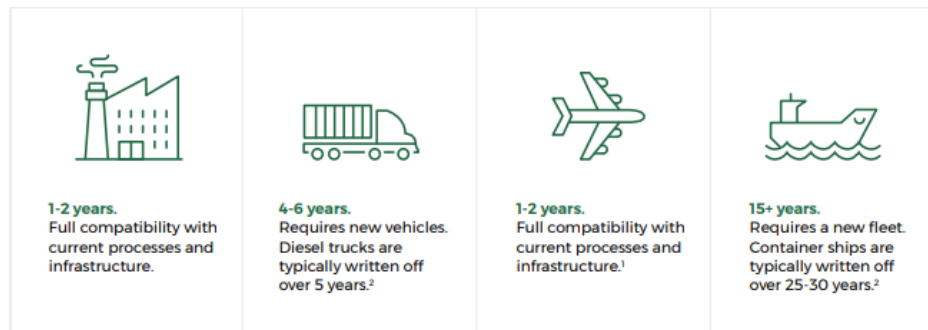 1-2 years.
Full compatibility with
current processes and
infrastructure.
4-6 years.
Requires new vehicles.
Diesel trucks are
typically written off
over 5 years.²
1-2 years.
Full compatibility with
current processes and
infrastructure.¹
15+ years.
Requires a new fleet.
Container ships are
typically written off
over 25-30 years.²